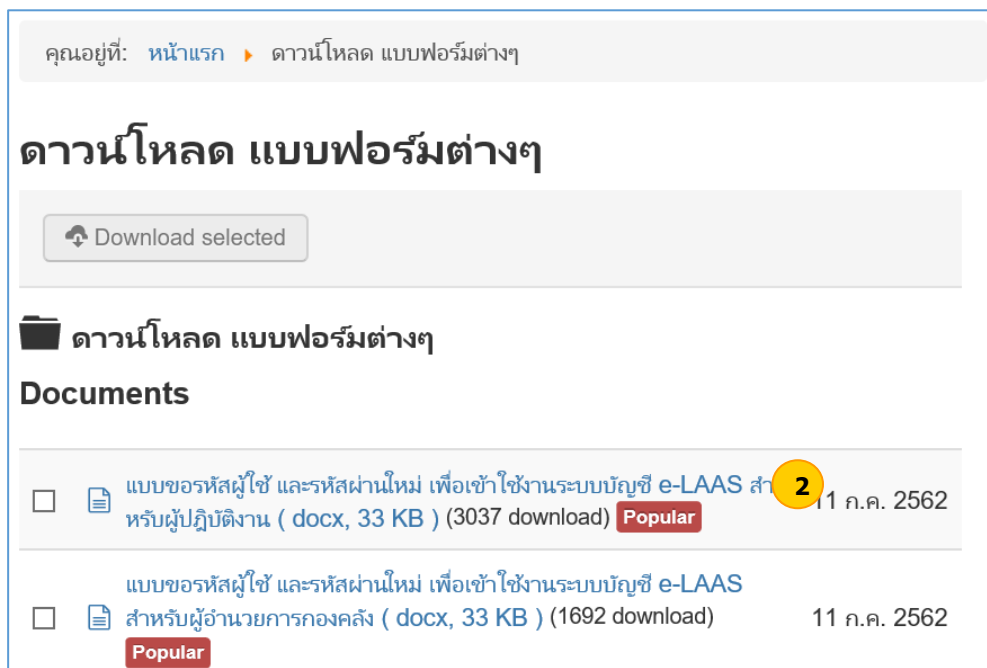 คุณอยู่ที่: หน้าแรก ดาวน์โหลด แบบฟอร์มต่างๆ
ดาวน์โหลด แบบฟอร์มต่างๆ
Download selected
ดาวน์โหลด แบบฟอร์มต่างๆ
Documents
แบบขอรหัสผู้ใช้ และรหัสผ่านใหม่ เพื่อเข้าใช้งานระบบบัญชี e-LAAS สำ 2
หรับผู้ปฎิบัติงาน ( docx, 33 KB ) (3037 download) Popular 11 ก.ค. 2562
แบบขอรหัสผู้ใช้ และรหัสผ่านใหม่ เพื่อเข้าใช้งานระบบบัญชี e-LAAS
สำหรับผู้อำนวยการกองคลัง ( docx, 33 KB ) (1692 download) 11 ก.ค. 2562
Popular